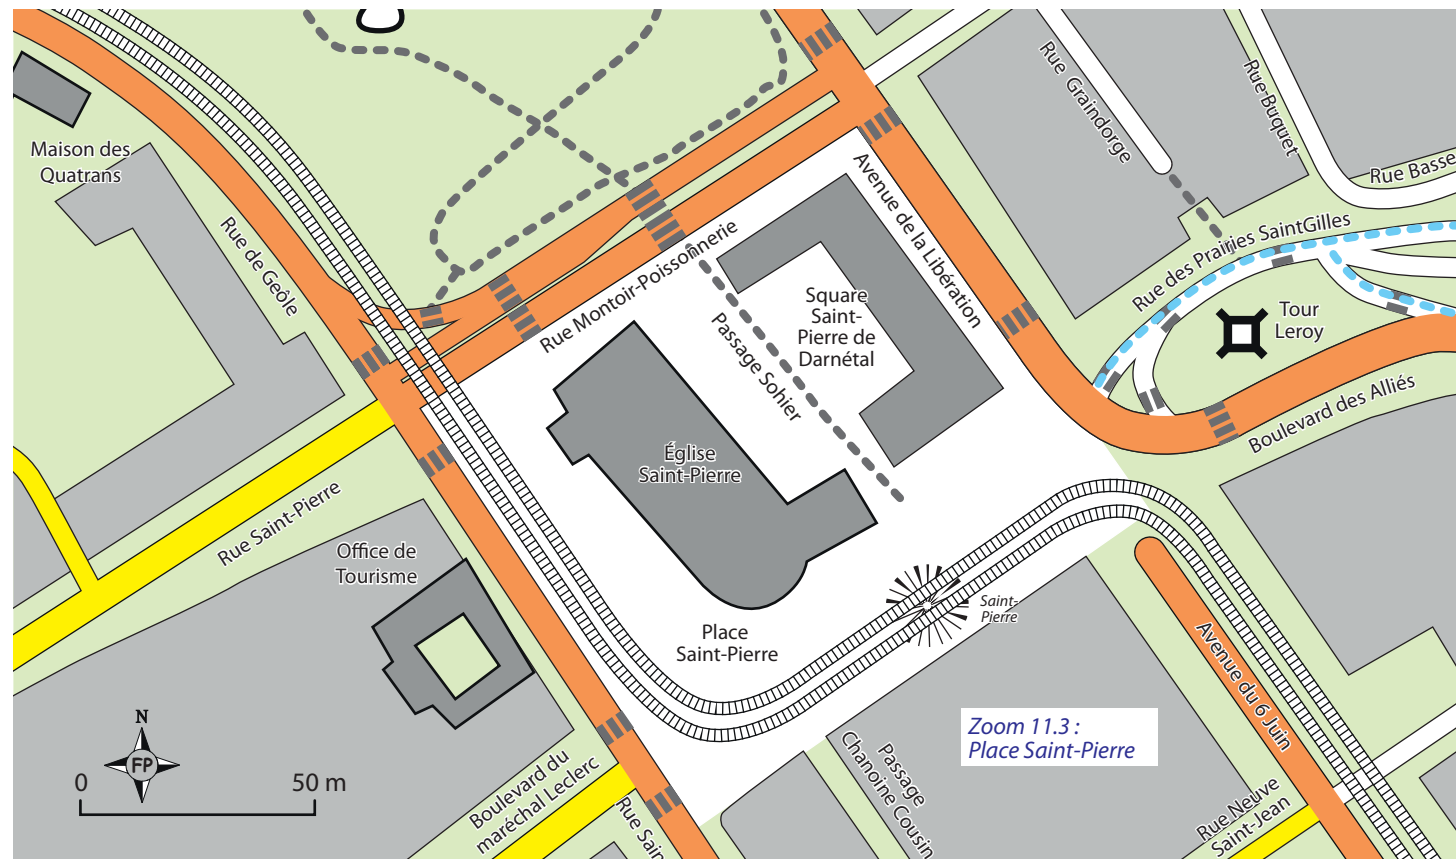 Maison des
Quatrans
Rue de Geôle
Rue Saint-Pierre
Office de
Tourisme
Rue Montoir-Poissonnerie
Passage Sohier
Square
Saint-
Pierre de
Darnétal
Avenue de la Libération
Rue Graindorge
Rue Buquet
Rue Basse
Rue des Prairies SaintGilles
Tour
Leroy
Boulevard des Alliés
Église
Saint-Pierre
Place
Saint-Pierre
Saint-
Pierre
Avenue du 6 Juin
Zoom 11.3 :
Place Saint-Pierre
Passage
Chanoine Cousin
Rue Neuve
Saint-Jean
Boulevard du
maréchal Leclerc
Rue Sain
N
FP
0 50 m